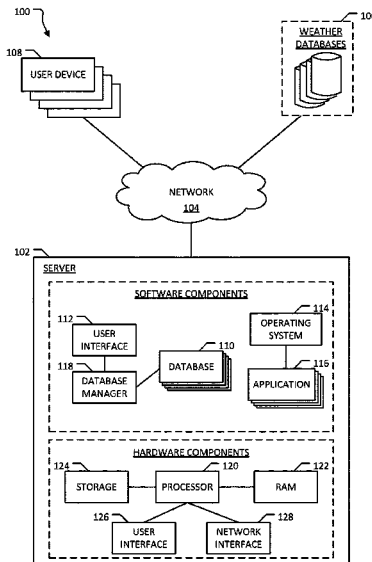 100
10
WEATHER
DATABASES
108
USER DEVICE
NETWORK
104
102
SERVER
SOFTWARE COMPONENTS
112
USER
INTERFACE
110
DATABASE
114
OPERATING
SYSTEM
118
DATABASE
MANAGER
116
APPLICATION
HARDWARE COMPONENTS
124
STORAGE
120
PROCESSOR
122
RAM
126
USER
INTERFACE
128
NETWORK
INTERFACE